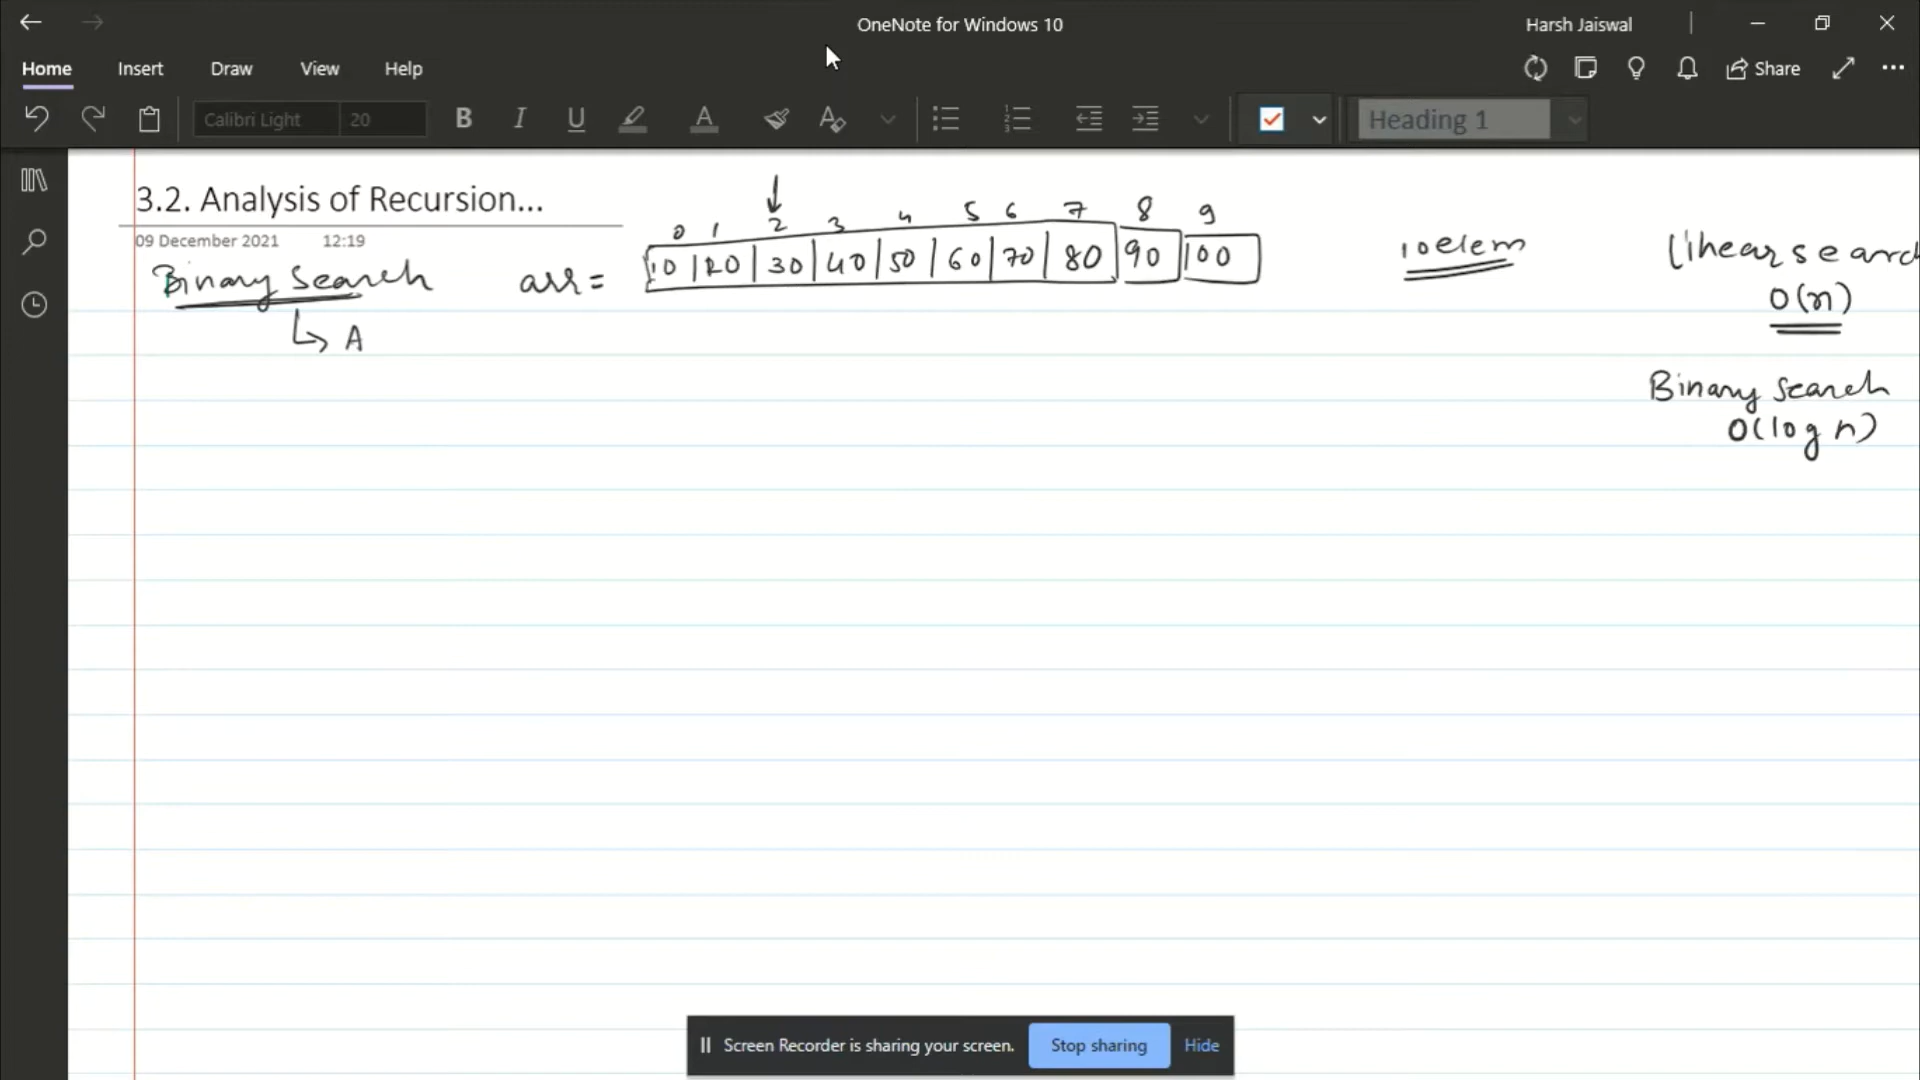 OneNote for Windows 10
Harsh Jaiswal
Home Insert Draw View Help
Share
Calibri Light 20 B I U A A Heading 1
3.2. Analysis of Recursion...
09 December 2021 12:19
0 1 2 3 4 5 6 7 8 9
Binary Search arr = 10 20 30 40 50 60 70 80 90 100
10 elem
Linear searc
O(n)
A
Binary search
O(log n)
Screen Recorder is sharing your screen. Stop sharing Hide